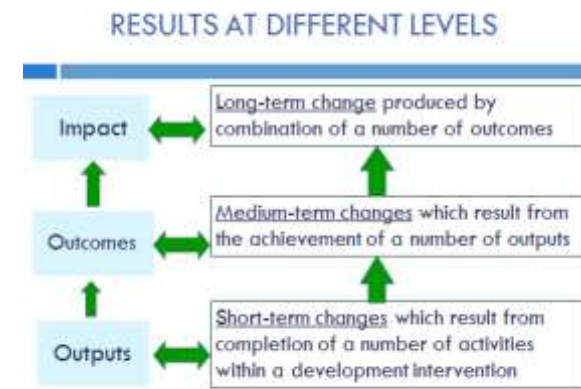 RESULTS AT DIFFERENT LEVELS
Impact
Long-term change produced by
combination of a number of outcomes
Outcomes
Medium-term changes which result from
the achievement of a number of outputs
Outputs
Short-term changes which result from
completion of a number of activities
within a development intervention